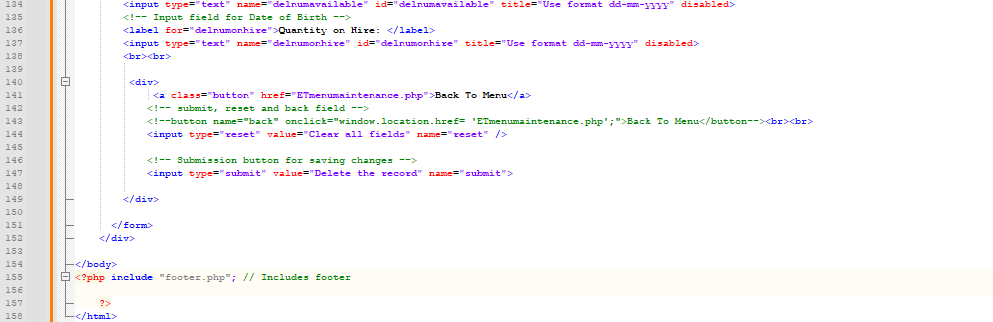 134 <input type="text" name="delnumavailable" id="delnumavailable" title="Use format dd-mm-yyyy" disabled>
135 <!-- Input field for Date of Birth -->
136 <label for="delnumonhire">Quantity on Hire: </label>
137 <input type="text" name="delnumonhire" id="delnumonhire" title="Use format dd-mm-yyyy" disabled>
138 <br><br>
139
140 <div>
141 <a class="button" href="ETmenumaintenance.php">Back To Menu</a>
142 <!-- submit, reset and back field -->
143 <!--button name="back" onclick="window.location.href= 'ETmenumaintenance.php';">Back To Menu</button--><br><br>
144 <input type="reset" value="Clear all fields" name="reset" />
145
146 <!-- Submission button for saving changes -->
147 <input type="submit" value="Delete the record" name="submit">
148
149 </div>
150
151 </form>
152 </div>
153
154 </body>
155 <?php include "footer.php"; // Includes footer
156
157 ?>
158 </html>